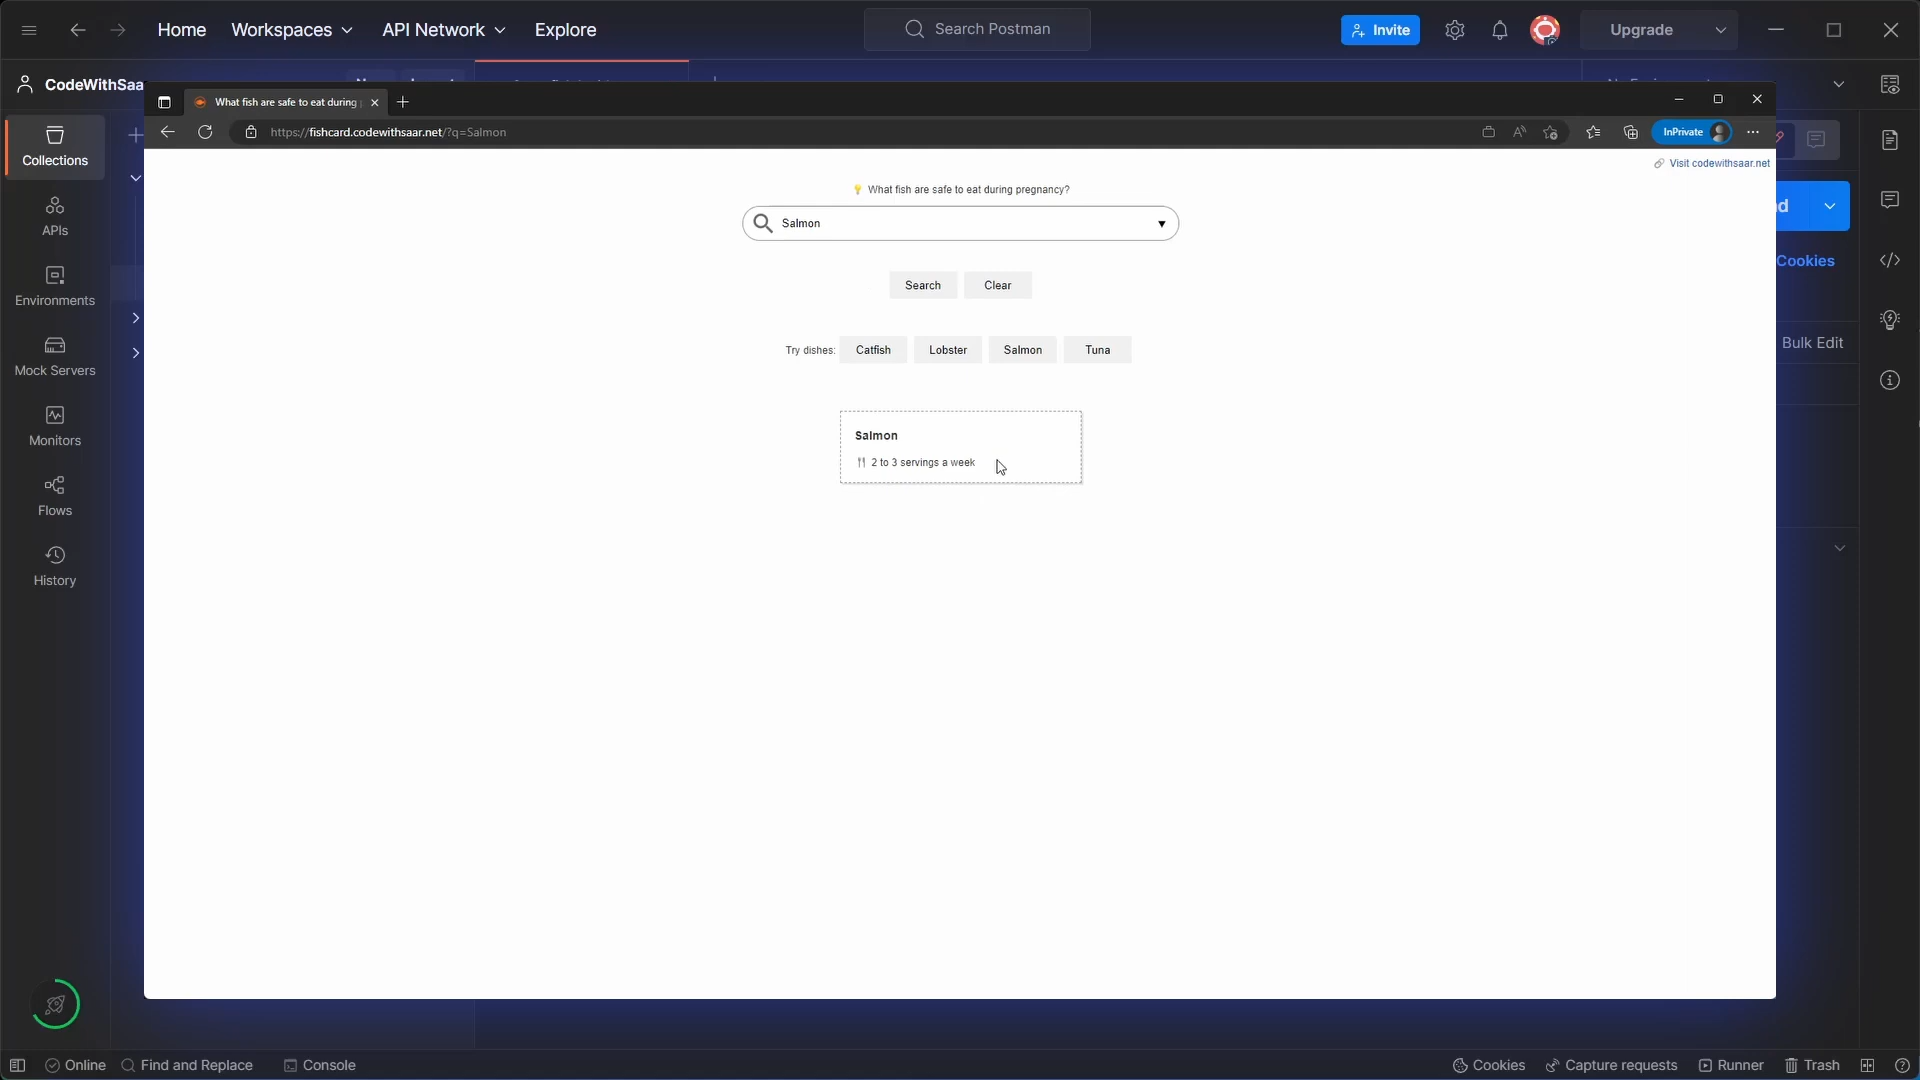 Home Workspaces API Network Explore
Search Postman
Invite
Upgrade
CodeWithSaa
What fish are safe to eat during
https://fishcard.codewithsaar.net/?q=Salmon
InPrivate
Visit codewithsaar.net
What fish are safe to eat during pregnancy?
Salmon
Search Clear
Try dishes: Catfish Lobster Salmon Tuna
Salmon
2 to 3 servings a week
Collections
APIs
Environments
Mock Servers
Monitors
Flows
History
Cookies
Bulk Edit
Online Find and Replace Console
Cookies Capture requests Runner Trash